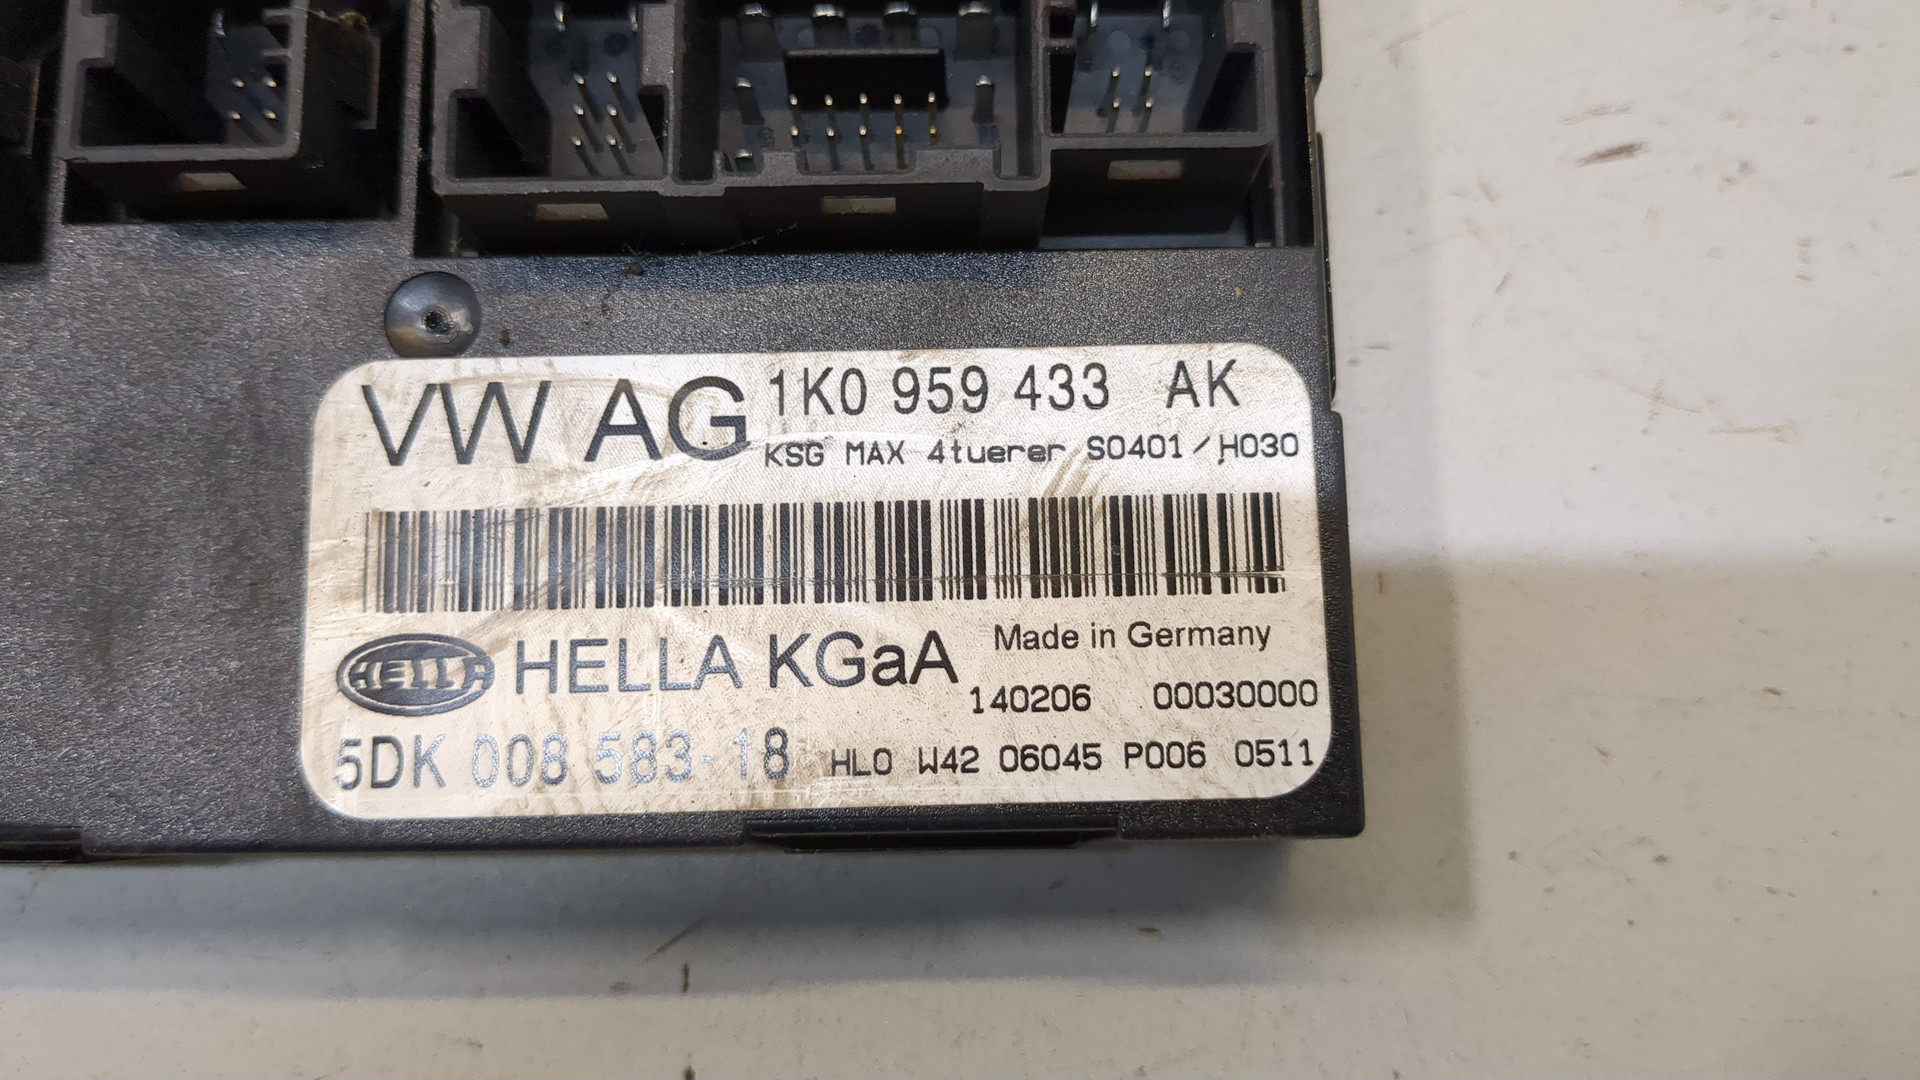 VW AG 1K0 959 433 AK
KSG MAX 4tuerer S0401/H030
HELLA HELLA KGaA Made in Germany
140206 00030000
5DK 008 583-18 HLO W42 06045 P006 0511